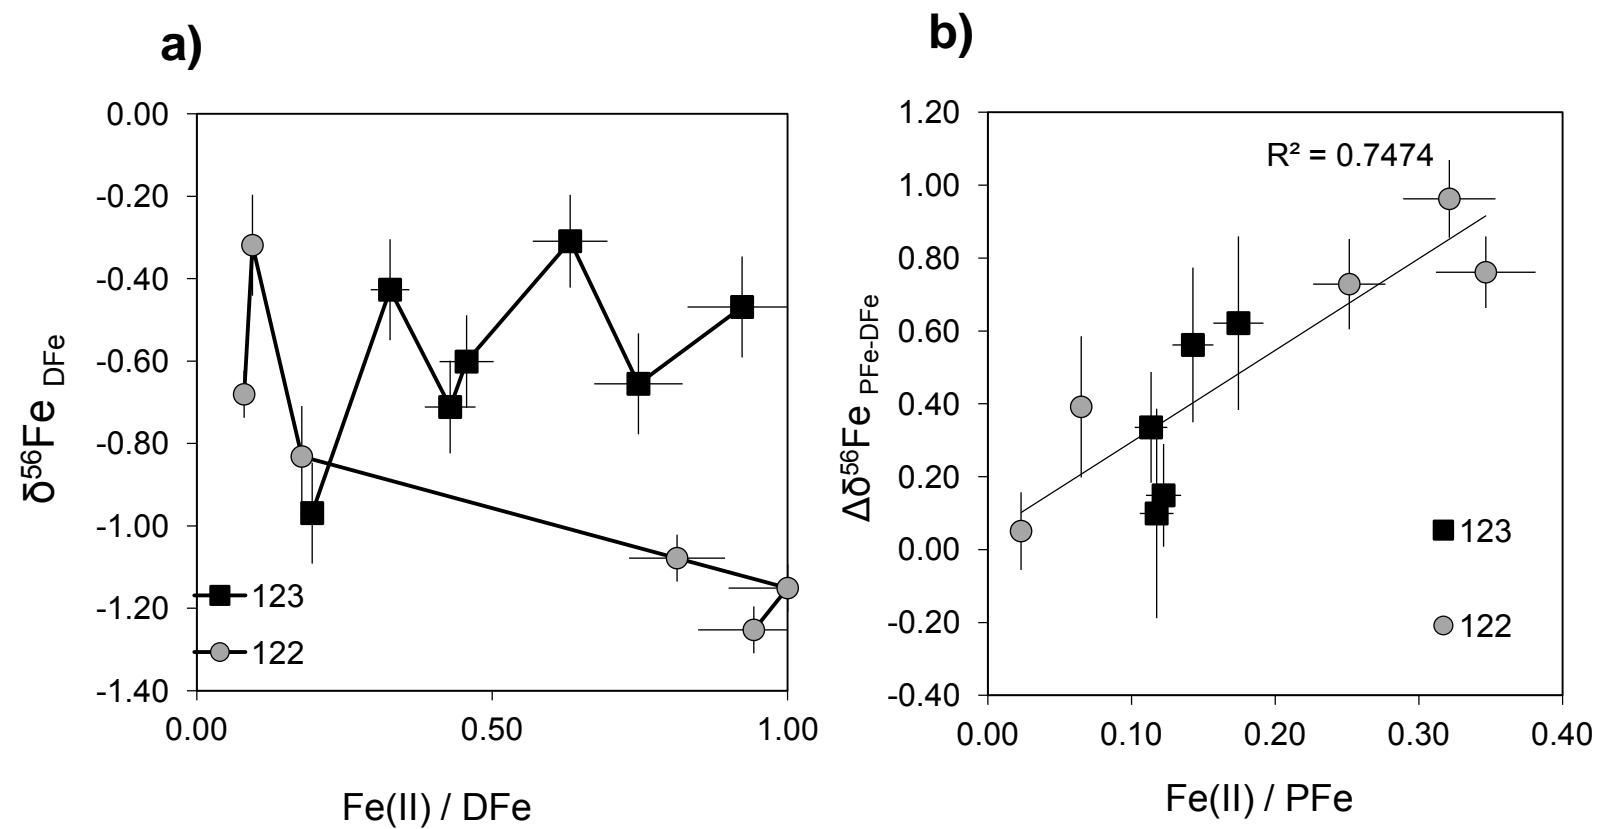 a)
0.00
-0.20
-0.40
-0.60
-0.80
-1.00
-1.20
-1.40
δ⁵⁶Fe DFe
123
122
0.00 0.50 1.00
Fe(II) / DFe
b)
1.20
1.00
0.80
0.60
0.40
0.20
0.00
-0.20
-0.40
Δδ⁵⁶Fe PFe-DFe
R² = 0.7474
123
122
0.00 0.10 0.20 0.30 0.40
Fe(II) / PFe